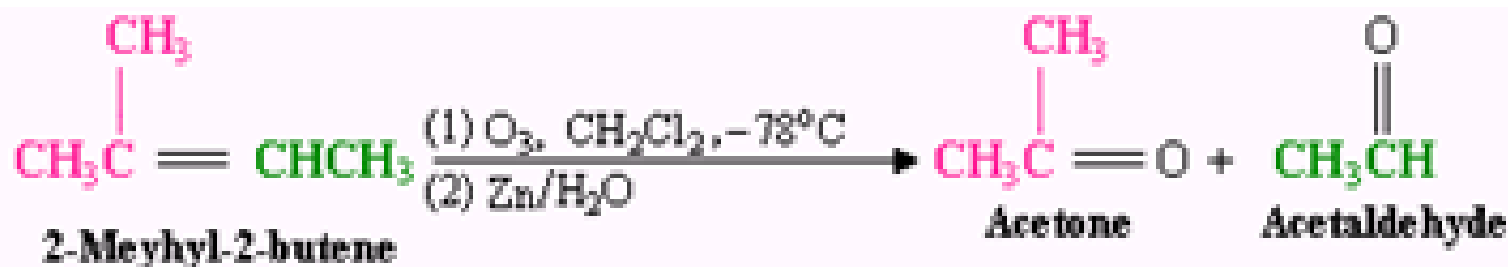 CH₃ CH₃ O
(1) O₃, CH₂Cl₂, -78°C
CH₃C = CHCH₃ CH₃C = O + CH₃CH
(2) Zn/H₂O
Acetone Acetaldehyde
2-Meyhyl-2-butene